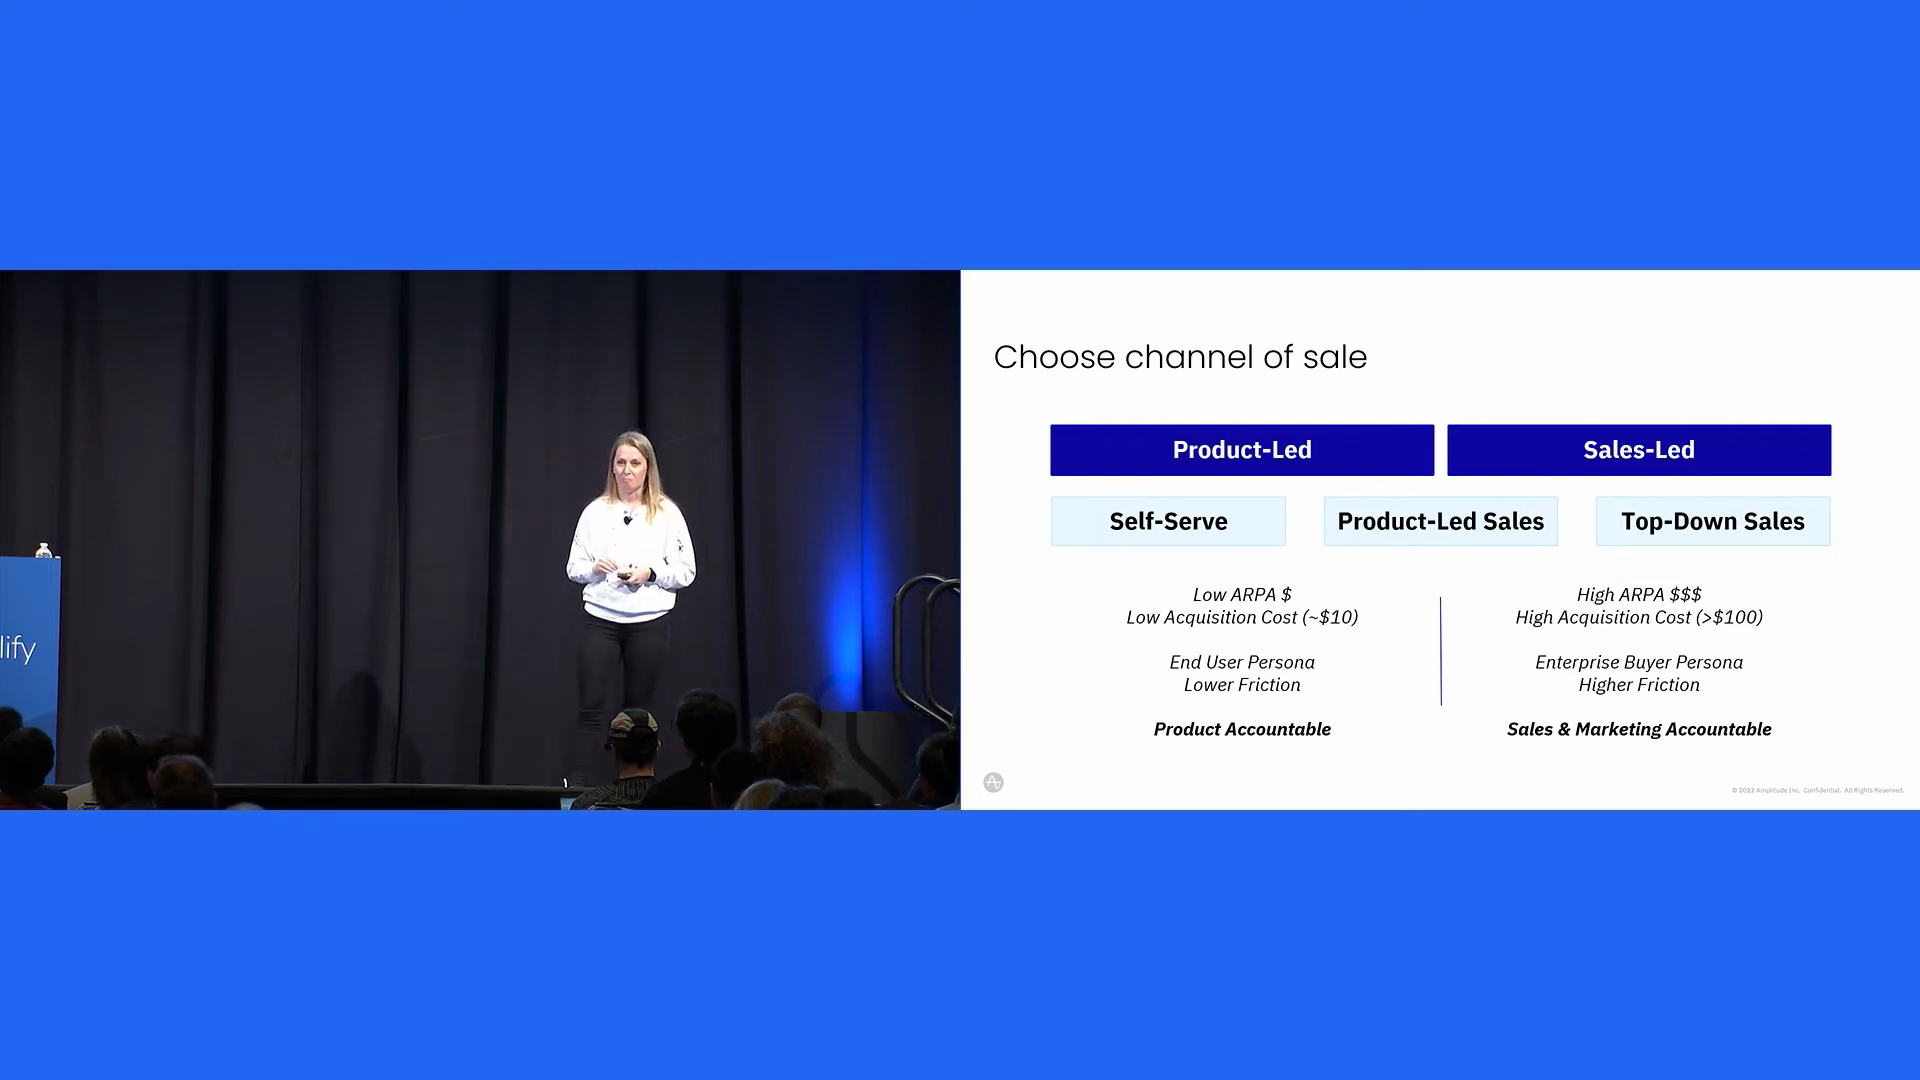 lify
Choose channel of sale
Product-Led
Sales-Led
Self-Serve
Product-Led Sales
Top-Down Sales
Low ARPA $
Low Acquisition Cost (~$10)
End User Persona
Lower Friction
Product Accountable
High ARPA $$$
High Acquisition Cost (>$100)
Enterprise Buyer Persona
Higher Friction
Sales & Marketing Accountable
© 2022 Amplitude Inc. Confidential. All Rights Reserved.